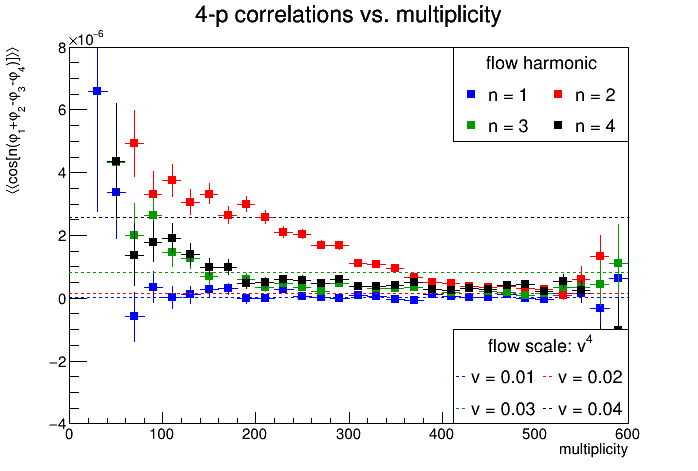 4-p correlations vs. multiplicity
×10⁻⁶
⟨⟨cos[n(φ₁+φ₂-φ₃-φ₄)]⟩⟩
flow harmonic
n = 1 n = 2
n = 3 n = 4
8
6
4
2
0
−2
−4
flow scale: v⁴
v = 0.01 v = 0.02
v = 0.03 v = 0.04
0 100 200 300 400 500 600
multiplicity